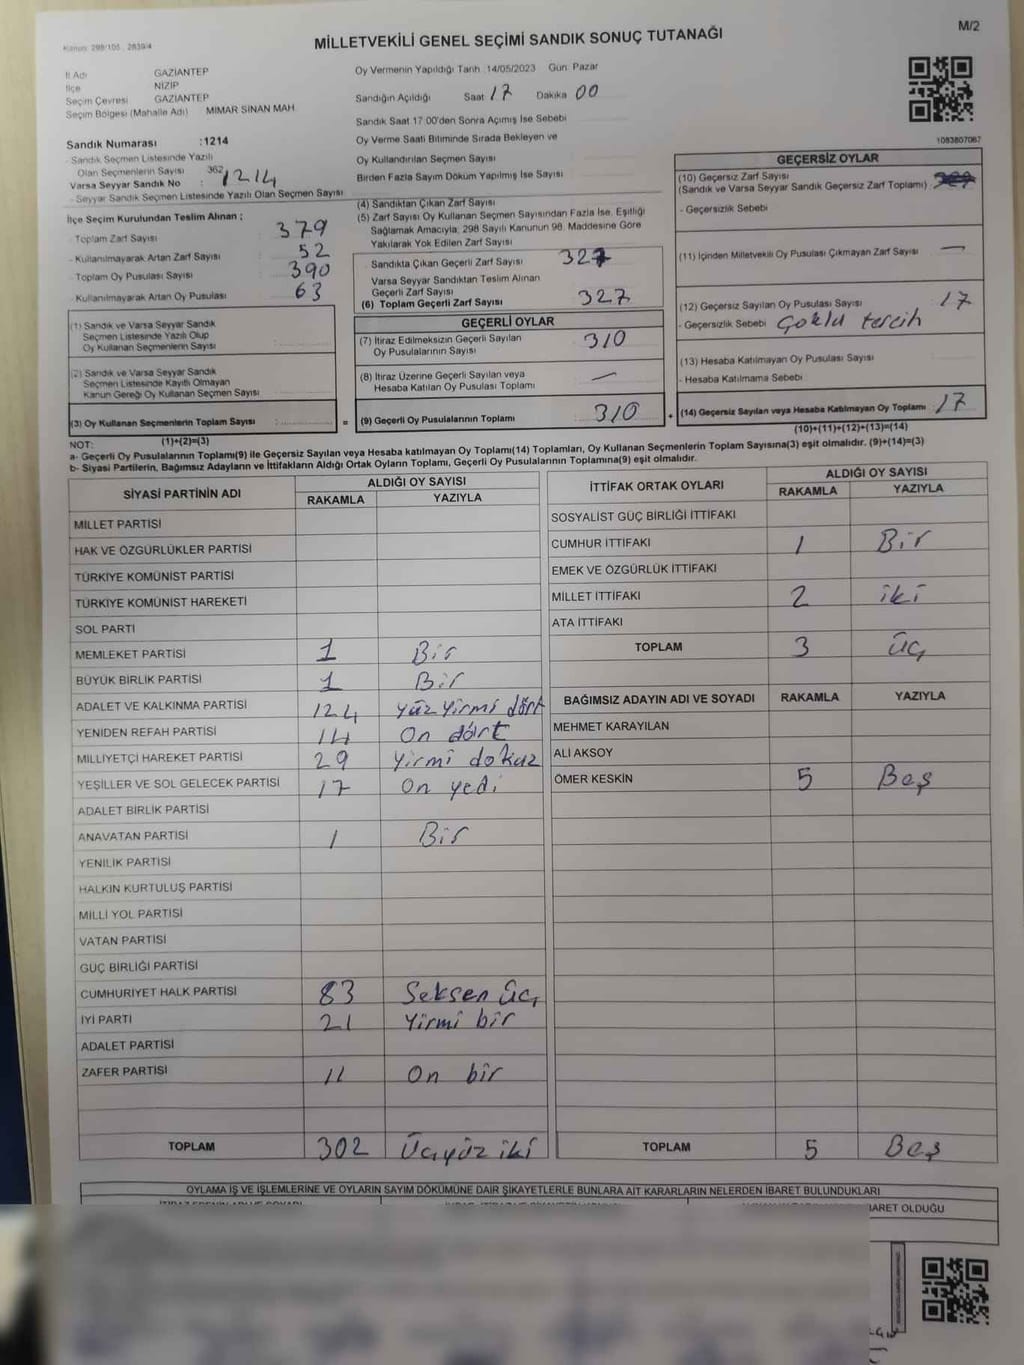 Kanun: 298/105 , 2839/4
M/2
MİLLETVEKİLİ GENEL SEÇİMİ SANDIK SONUÇ TUTANAĞI
İl Adı GAZİANTEP
İlçe NİZİP
Seçim Çevresi GAZİANTEP
Seçim Bölgesi (Mahalle Adı) MİMAR SİNAN MAH
Sandık Numarası :1214
- Sandık Seçmen Listesinde Yazılı
Olan Seçmenlerin Sayısı 362
Varsa Seyyar Sandık No : 1214
- Seyyar Sandık Seçmen Listesinde Yazılı Olan Seçmen Sayısı
İlçe Seçim Kurulundan Teslim Alınan ;
- Toplam Zarf Sayısı : 379
- Kullanılmayarak Artan Zarf Sayısı : 52
- Toplam Oy Pusulası Sayısı : 390
- Kullanılmayarak Artan Oy Pusulası : 63
(1) Sandık ve Varsa Seyyar Sandık
Seçmen Listesinde Yazılı Olup
Oy Kullanan Seçmenlerin Sayısı
(2) Sandık ve Varsa Seyyar Sandık
Seçmen Listesinde Kayıtlı Olmayan
Kanun Gereği Oy Kullanan Seçmen Sayısı
(3) Oy Kullanan Seçmenlerin Toplam Sayısı :
(1)+(2)=(3)
Oy Vermenin Yapıldığı Tarih :14/05/2023 Gün: Pazar
Sandığın Açıldığı Saat 17 Dakika 00
Sandık Saat 17.00'den Sonra Açımış İse Sebebi
Oy Verme Saati Bitiminde Sırada Bekleyen ve
Oy Kullandırılan Seçmen Sayısı
Birden Fazla Sayım Döküm Yapılmış İse Sayısı
(4) Sandıktan Çıkan Zarf Sayısı
(5) Zarf Sayısı Oy Kullanan Seçmen Sayısından Fazla İse, Eşitliği
Sağlamak Amacıyla; 298 Sayılı Kanunun 98. Maddesine Göre
Yakılarak Yok Edilen Zarf Sayısı
Sandıkta Çıkan Geçerli Zarf Sayısı 327
Varsa Seyyar Sandıktan Teslim Alınan
Geçerli Zarf Sayısı
(6) Toplam Geçerli Zarf Sayısı 327
GEÇERLİ OYLAR
(7) İtiraz Edilmeksizin Geçerli Sayılan
Oy Pusulalarının Sayısı 310
(8) İtiraz Üzerine Geçerli Sayılan veya
Hesaba Katılan Oy Pusulası Toplamı —
= (9) Geçerli Oy Pusulalarının Toplamı 310
1083807067
GEÇERSİZ OYLAR
(10) Geçersiz Zarf Sayısı
(Sandık ve Varsa Seyyar Sandık Geçersiz Zarf Toplamı)
- Geçersizlik Sebebi
(11) İçinden Milletvekili Oy Pusulası Çıkmayan Zarf Sayısı —
(12) Geçersiz Sayılan Oy Pusulası Sayısı 17
- Geçersizlik Sebebi Çoklu tercih
(13) Hesaba Katılmayan Oy Pusulası Sayısı
- Hesaba Katılmama Sebebi
+ (14) Geçersiz Sayılan veya Hesaba Katılmayan Oy Toplamı 17
(10)+(11)+(12)+(13)=(14)
NOT:
a- Geçerli Oy Pusulalarının Toplamı(9) ile Geçersiz Sayılan veya Hesaba katılmayan Oy Toplamı(14) Toplamları, Oy Kullanan Seçmenlerin Toplam Sayısına(3) eşit olmalıdır. (9)+(14)=(3)
b- Siyasi Partilerin, Bağımsız Adayların ve İttifakların Aldığı Ortak Oyların Toplamı, Geçerli Oy Pusulalarının Toplamına(9) eşit olmalıdır.
SİYASİ PARTİNİN ADI ALDIĞI OY SAYISI
RAKAMLA YAZIYLA
MİLLET PARTİSİ
HAK VE ÖZGÜRLÜKLER PARTİSİ
TÜRKİYE KOMÜNİST PARTİSİ
TÜRKİYE KOMÜNİST HAREKETİ
SOL PARTİ
MEMLEKET PARTİSİ 1 Bir
BÜYÜK BİRLİK PARTİSİ 1 Bir
ADALET VE KALKINMA PARTİSİ 124 yüz yirmi dört
YENİDEN REFAH PARTİSİ 14 On dört
MİLLİYETÇİ HAREKET PARTİSİ 29 Yirmi dokuz
YEŞİLLER VE SOL GELECEK PARTİSİ 17 On yedi
ADALET BİRLİK PARTİSİ
ANAVATAN PARTİSİ 1 Bir
YENİLİK PARTİSİ
HALKIN KURTULUŞ PARTİSİ
MİLLİ YOL PARTİSİ
VATAN PARTİSİ
GÜÇ BİRLİĞİ PARTİSİ
CUMHURİYET HALK PARTİSİ 83 Seksen üç
İYİ PARTİ 21 Yirmi bir
ADALET PARTİSİ
ZAFER PARTİSİ 11 On bir
TOPLAM 302 Üçyüz iki
İTTİFAK ORTAK OYLARI ALDIĞI OY SAYISI
RAKAMLA YAZIYLA
SOSYALİST GÜÇ BİRLİĞİ İTTİFAKI
CUMHUR İTTİFAKI 1 Bir
EMEK VE ÖZGÜRLÜK İTTİFAKI
MİLLET İTTİFAKI 2 iki
ATA İTTİFAKI
TOPLAM 3 üç
BAĞIMSIZ ADAYIN ADI VE SOYADI RAKAMLA YAZIYLA
MEHMET KARAYILAN
ALİ AKSOY
ÖMER KESKİN 5 Beş
TOPLAM 5 Beş
OYLAMA İŞ VE İŞLEMLERİNE VE OYLARIN SAYIM DÖKÜMÜNE DAİR ŞİKAYETLERLE BUNLARA AİT KARARLARIN NELERDEN İBARET BULUNDUKLARI
İBARET OLDUĞU